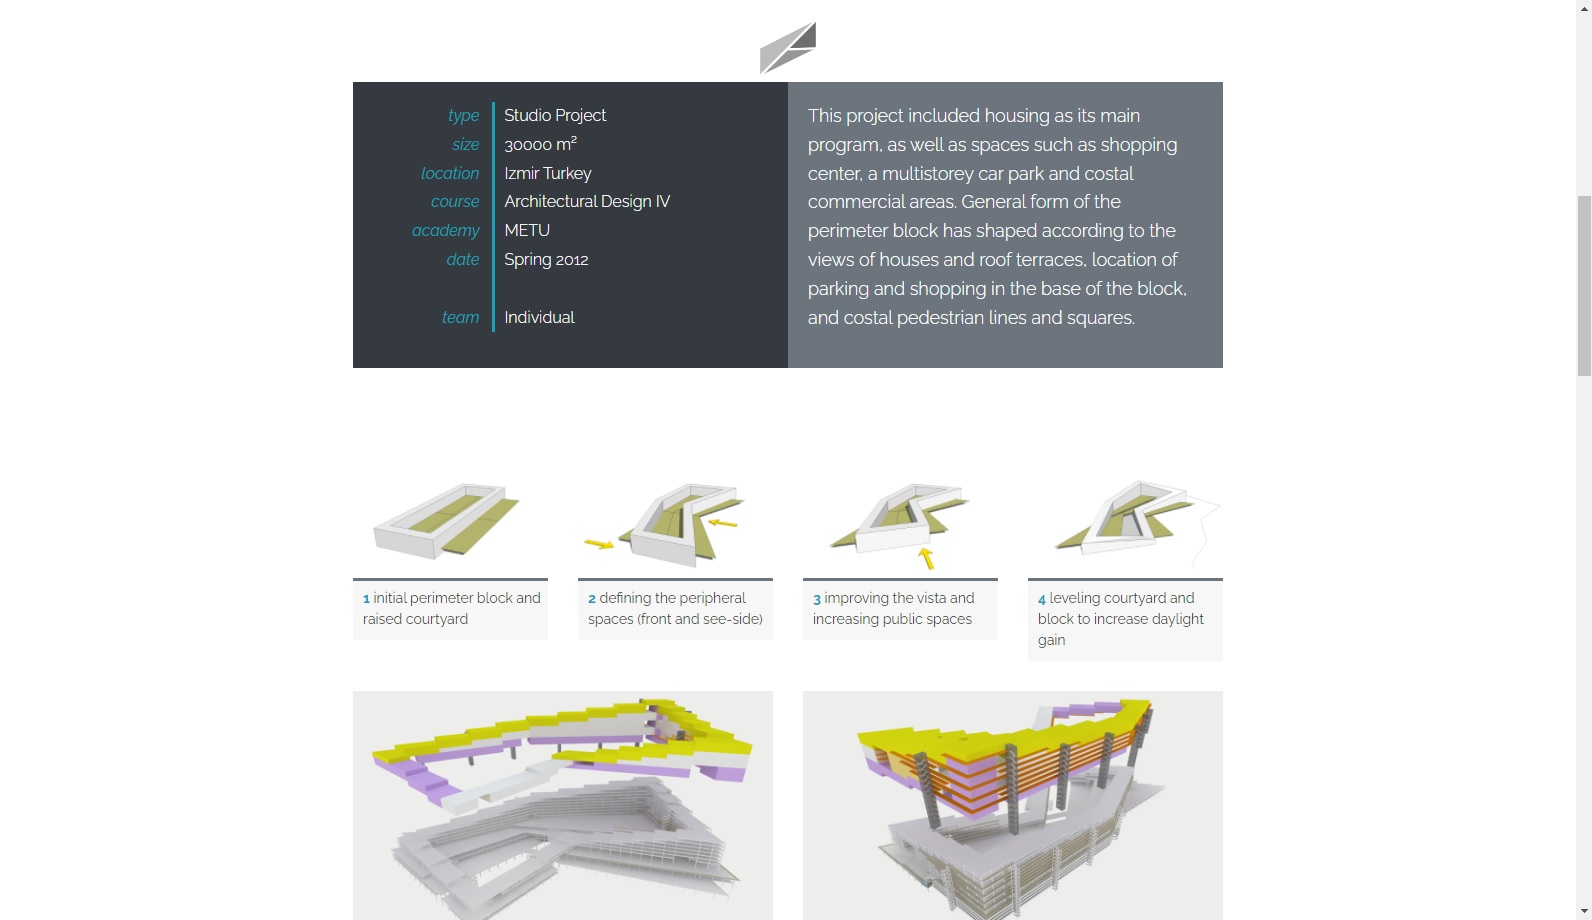 type Studio Project
size 30000 m²
location Izmir Turkey
course Architectural Design IV
academy METU
date Spring 2012
team Individual
This project included housing as its main
program, as well as spaces such as shopping
center, a multistorey car park and costal
commercial areas. General form of the
perimeter block has shaped according to the
views of houses and roof terraces, location of
parking and shopping in the base of the block,
and costal pedestrian lines and squares.
1 initial perimeter block and
raised courtyard
2 defining the peripheral
spaces (front and see-side)
3 improving the vista and
increasing public spaces
4 leveling courtyard and
block to increase daylight
gain